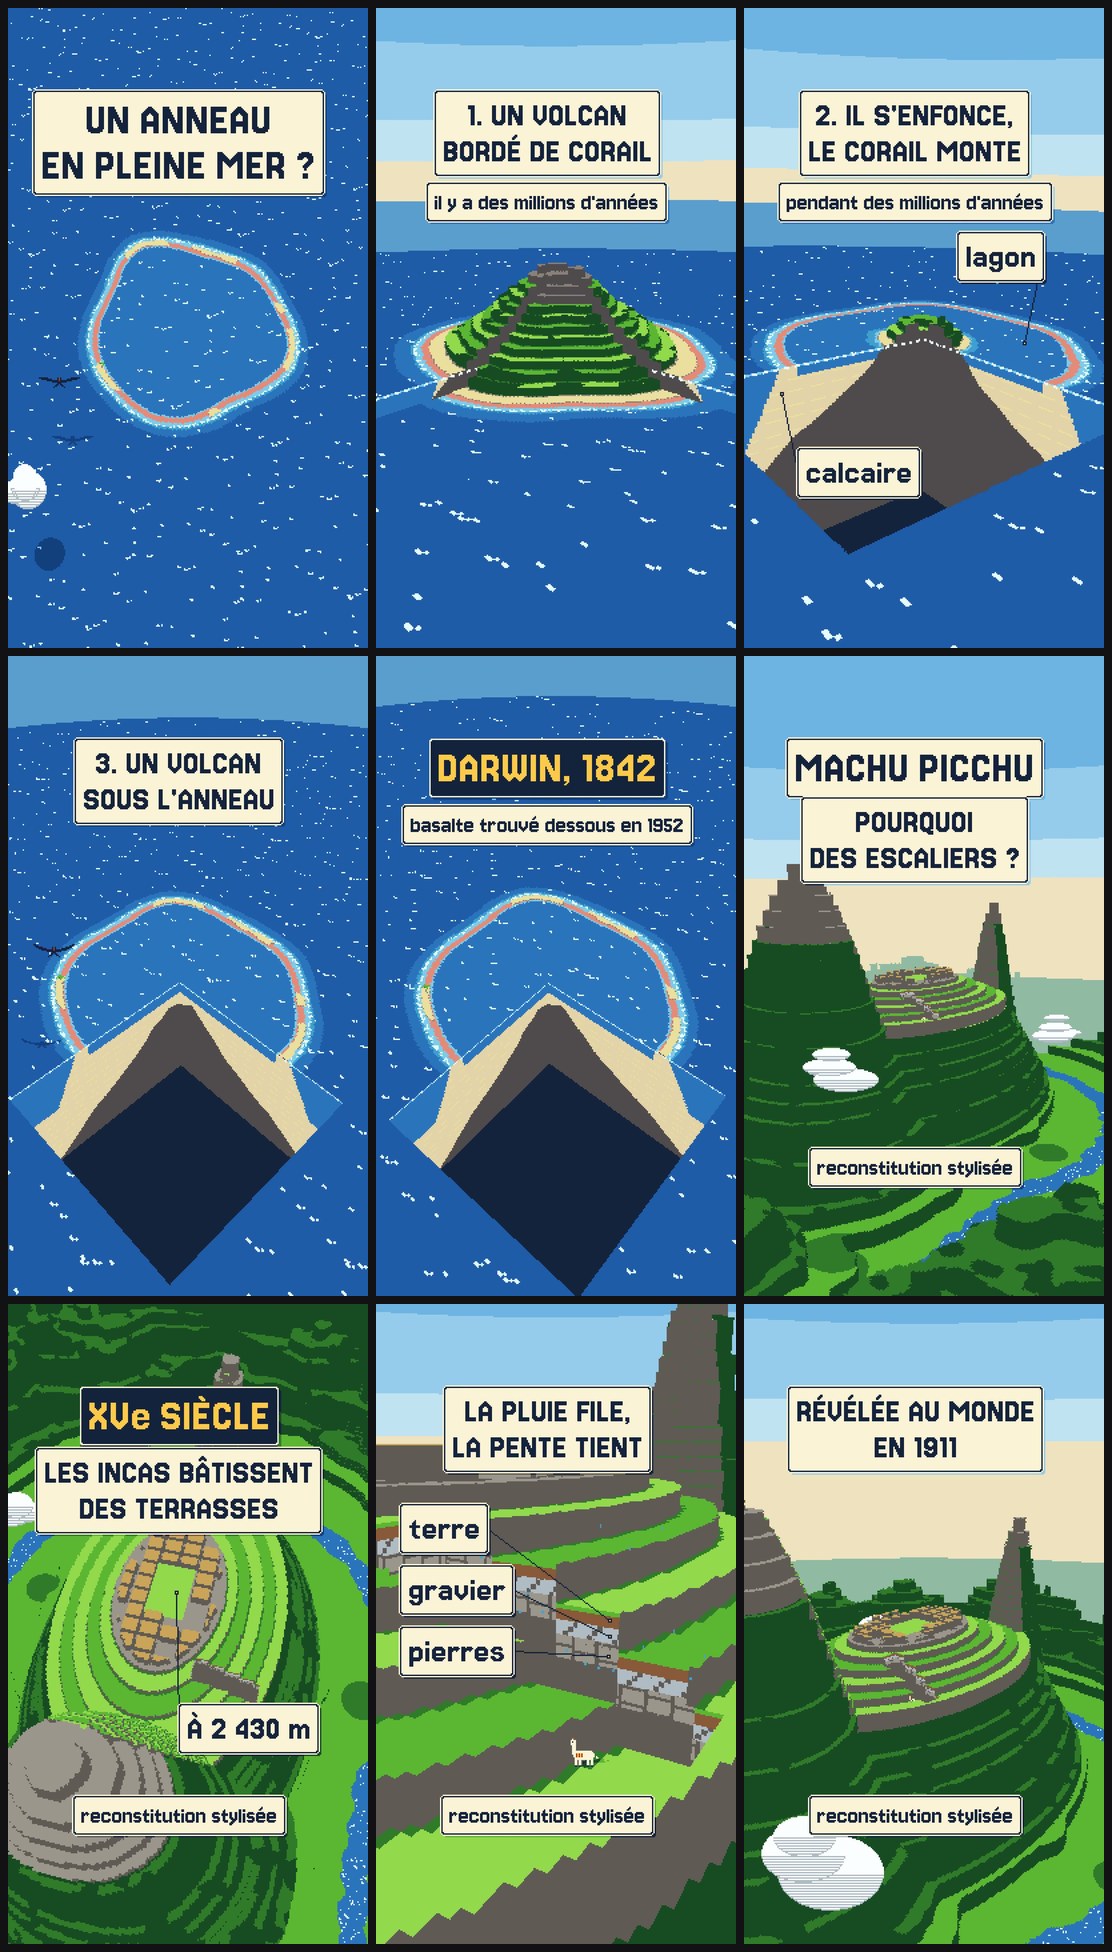 UN ANNEAU
EN PLEINE MER ?
1. UN VOLCAN
BORDÉ DE CORAIL
il y a des millions d'années
2. IL S'ENFONCE,
LE CORAIL MONTE
pendant des millions d'années
lagon
calcaire
3. UN VOLCAN
SOUS L'ANNEAU
DARWIN, 1842
basalte trouvé dessous en 1952
MACHU PICCHU
POURQUOI
DES ESCALIERS ?
reconstitution stylisée
XVe SIÈCLE
LES INCAS BÂTISSENT
DES TERRASSES
À 2 430 m
reconstitution stylisée
LA PLUIE FILE,
LA PENTE TIENT
terre
gravier
pierres
reconstitution stylisée
RÉVÉLÉE AU MONDE
EN 1911
reconstitution stylisée